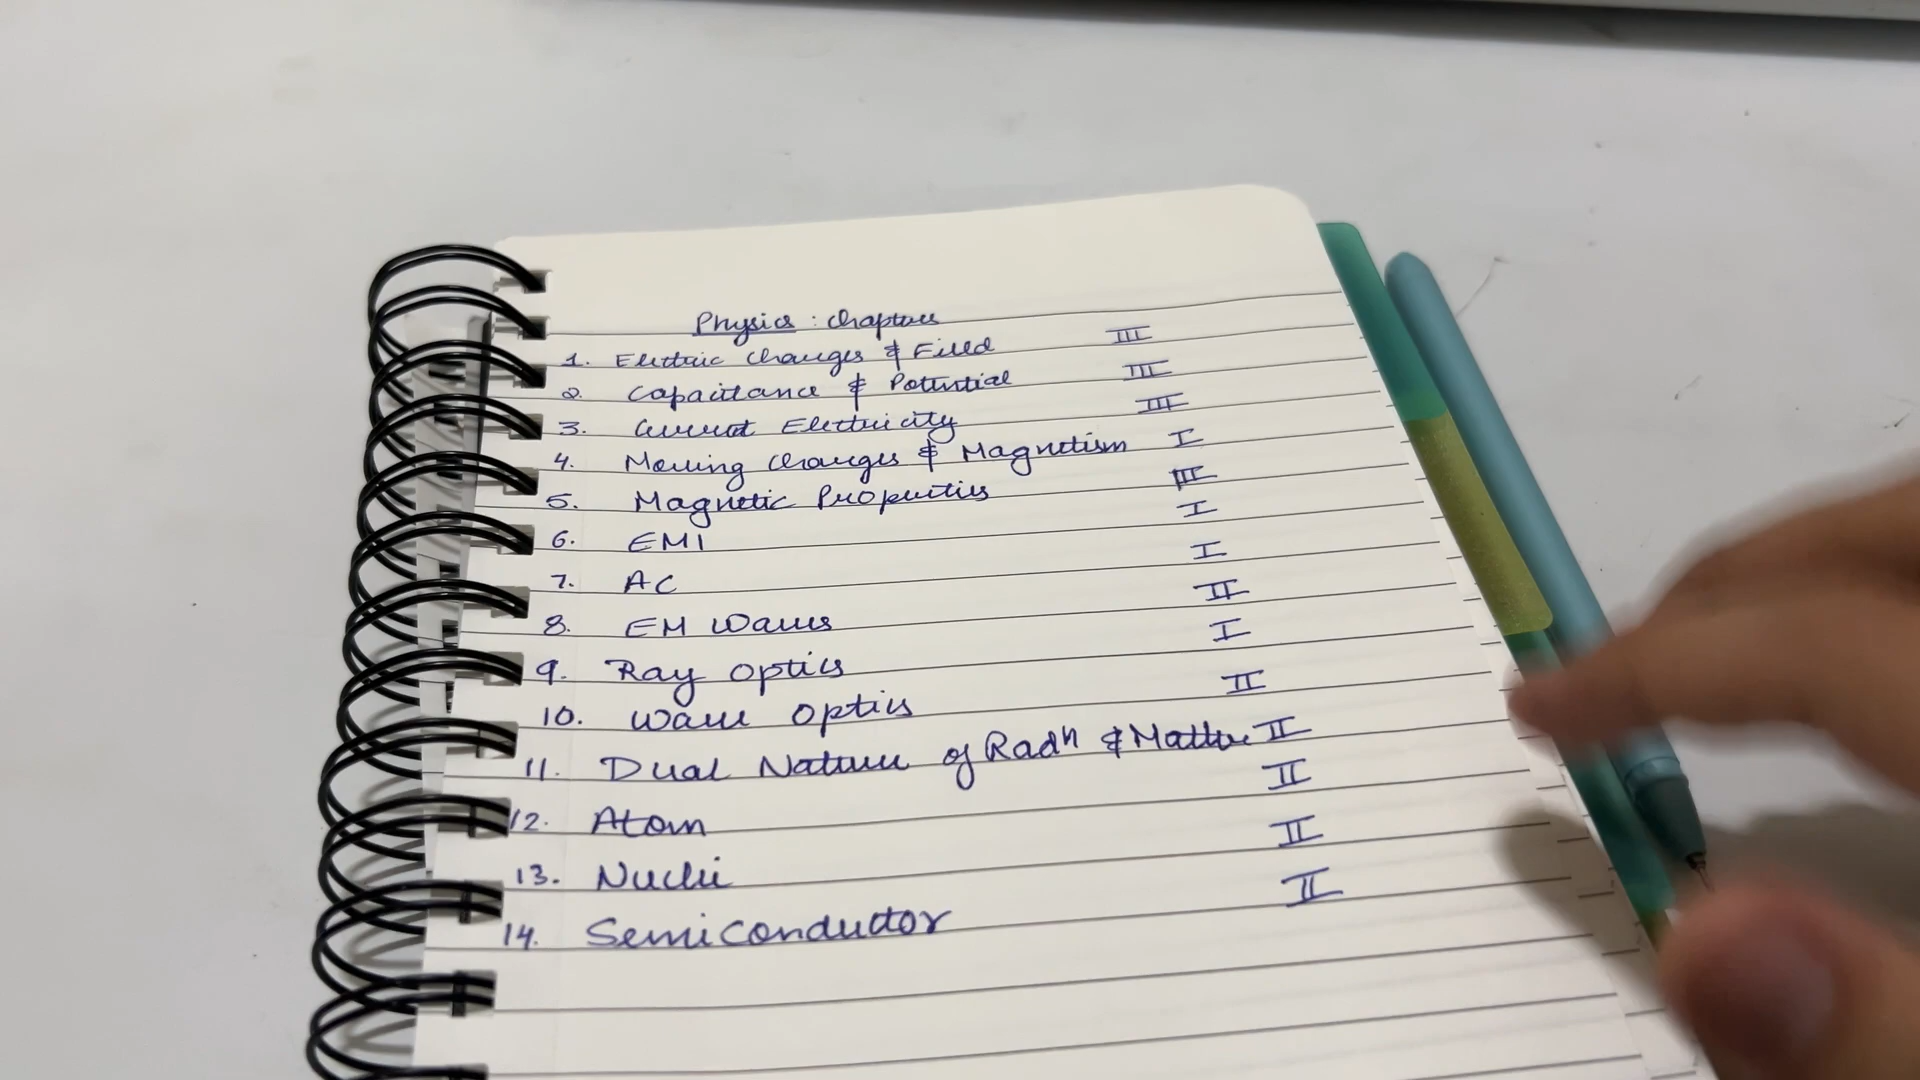 Physics : Chapters
1. Electric Charges & Filed III
2. Capacitance & Potential III
3. Current Electricity III
4. Moving Charges & Magnetism I
5. Magnetic Properties III
6. EMI I
7. AC I
8. EM Waves II
9. Ray Optics I
10. Wave Optics II
11. Dual Nature of Radⁿ & Matter II
12. Atom II
13. Nuclei II
14. Semiconductor II